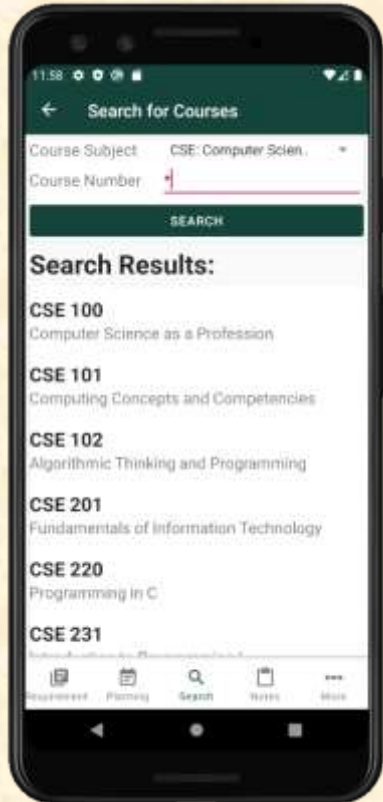 11:58
Search for Courses
Course Subject CSE: Computer Scien..
Course Number *
SEARCH
Search Results:
CSE 100
Computer Science as a Profession
CSE 101
Computing Concepts and Competencies
CSE 102
Algorithmic Thinking and Programming
CSE 201
Fundamentals of Information Technology
CSE 220
Programming in C
CSE 231
Requirement Planning Search Notes More